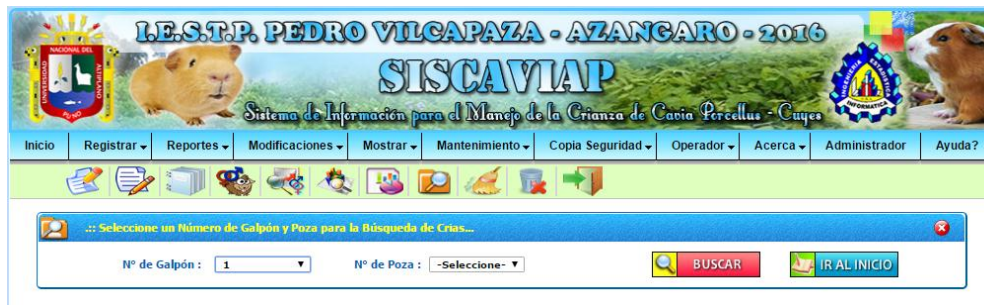 I.E.S.T.P. PEDRO VILCAPAZA - AZANGARO - 2016
SISCAVIAP
Sistema de Información para el Manejo de la Crianza de Cavia Porcellus - Cuyes
Inicio Registrar Reportes Modificaciones Mostrar Mantenimiento Copia Seguridad Operador Acerca Administrador Ayuda?
.:: Seleccione un Número de Galpón y Poza para la Búsqueda de Crias...
Nº de Galpón : 1 Nº de Poza : -Seleccione- BUSCAR IR AL INICIO